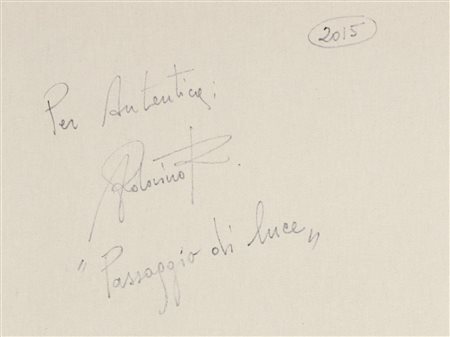 2015
Per Autentica:
"Passaggio di luce"